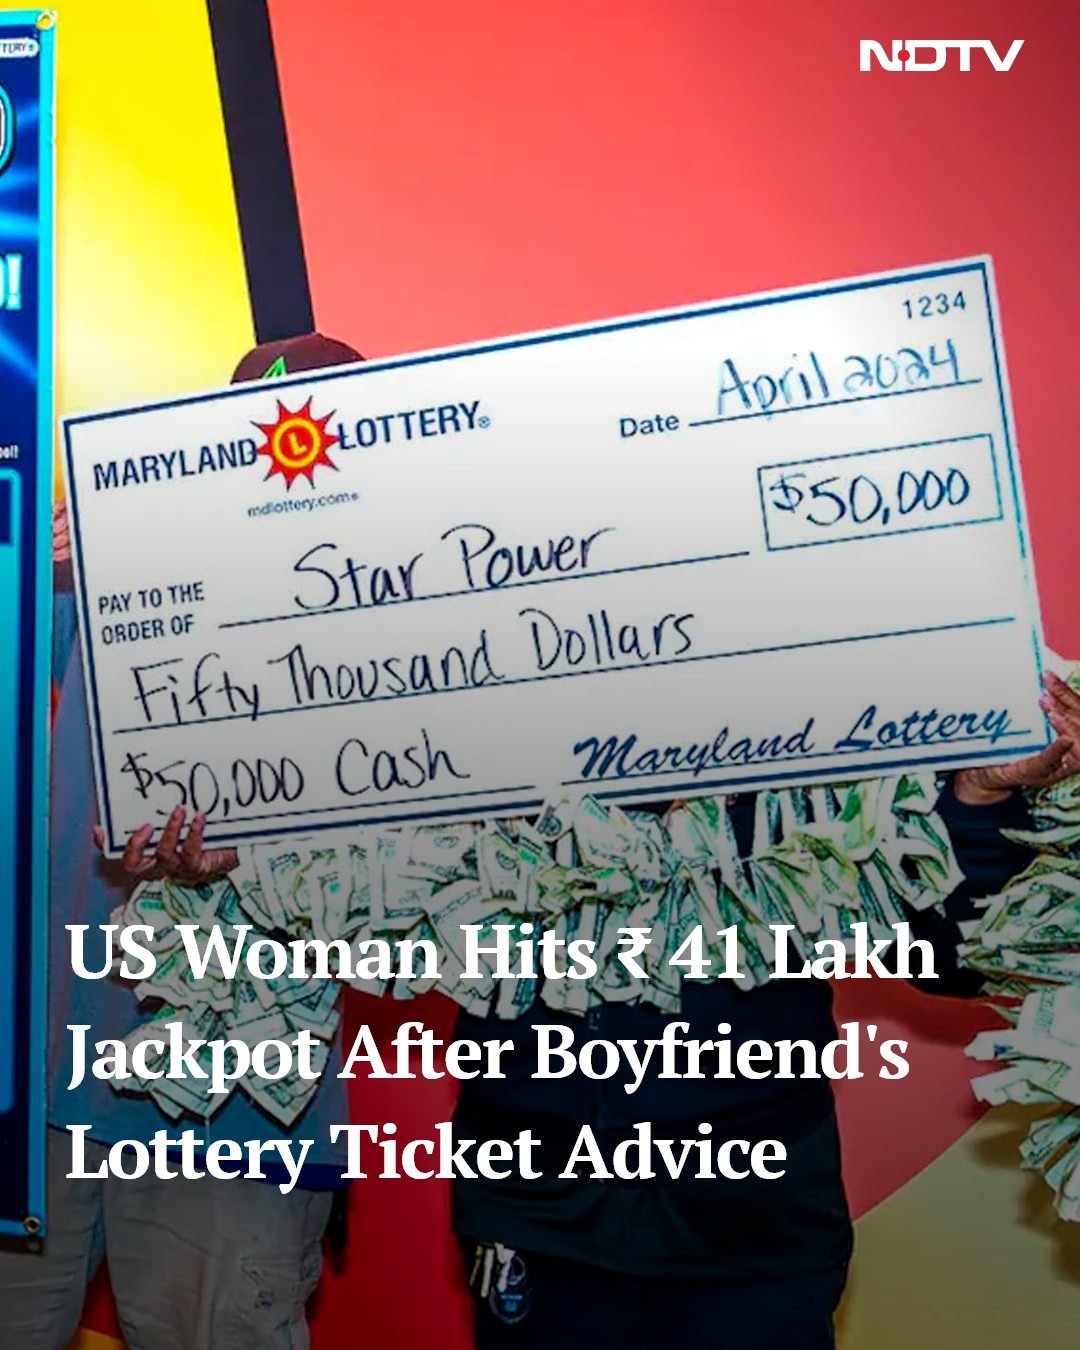 NDTV
TERY®
!
1234
MARYLAND LOTTERY®
mdlottery.com®
Date April 2024
$50,000
PAY TO THE
ORDER OF
Star Power
Fifty Thousand Dollars
$50,000 Cash
Maryland Lottery
US Woman Hits ₹ 41 Lakh
Jackpot After Boyfriend's
Lottery Ticket Advice